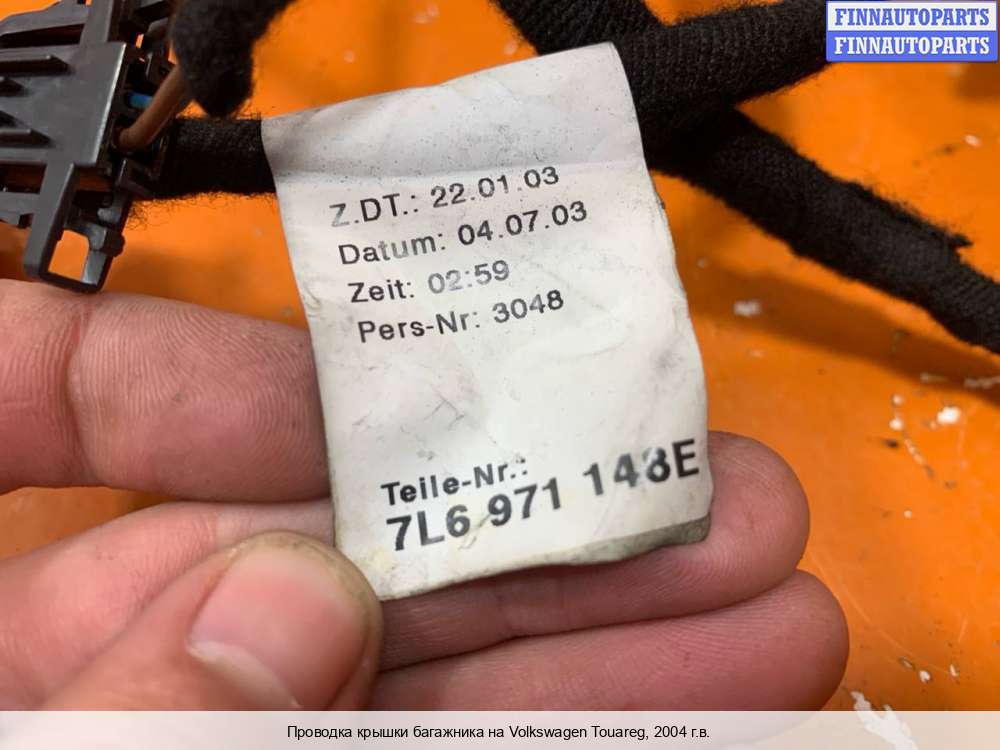 FINNAUTOPARTS
FINNAUTOPARTS
Z.DT.: 22.01.03
Datum: 04.07.03
Zeit: 02:59
Pers-Nr: 3048
Teile-Nr.:
7L6 971 148E
Проводка крышки багажника на Volkswagen Touareg, 2004 г.в.